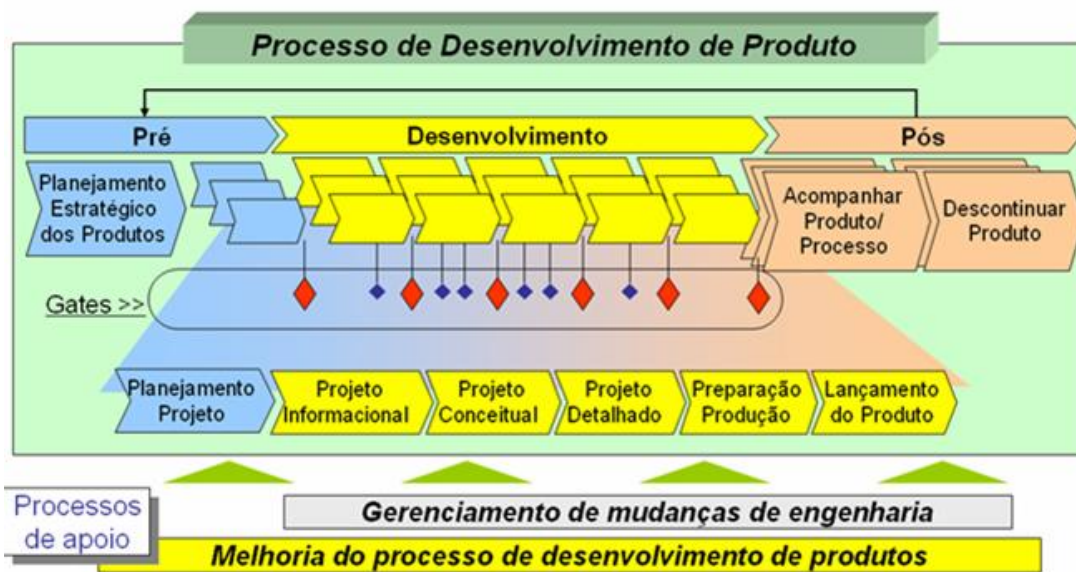 Processo de Desenvolvimento de Produto
Pré
Desenvolvimento
Pós
Planejamento
Estratégico
dos Produtos
Acompanhar
Produto/
Processo
Descontinuar
Produto
Gates >>
Planejamento
Projeto
Projeto
Informacional
Projeto
Conceitual
Projeto
Detalhado
Preparação
Produção
Lançamento
do Produto
Processos
de apoio
Gerenciamento de mudanças de engenharia
Melhoria do processo de desenvolvimento de produtos